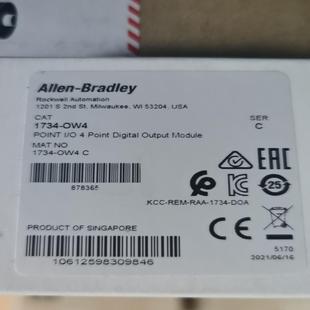 Allen-Bradley
Rockwell Automation
1201 S 2nd St, Milwaukee, WI 53204, USA
CAT
1734-OW4
SER
C
POINT I/O 4 Point Digital Output Module
MAT NO
1734-OW4 C
878365
EAC
25
KCC-REM-RAA-1734-DOA
CE
PRODUCT OF SINGAPORE
10612598309846
5170
2021/06/16